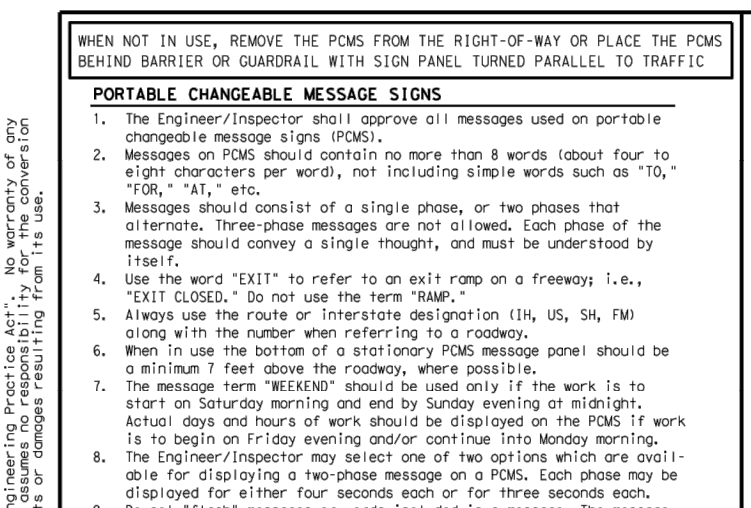 WHEN NOT IN USE, REMOVE THE PCMS FROM THE RIGHT-OF-WAY OR PLACE THE PCMS
BEHIND BARRIER OR GUARDRAIL WITH SIGN PANEL TURNED PARALLEL TO TRAFFIC
PORTABLE CHANGEABLE MESSAGE SIGNS
1. The Engineer/Inspector shall approve all messages used on portable
changeable message signs (PCMS).
2. Messages on PCMS should contain no more than 8 words (about four to
eight characters per word), not including simple words such as "TO,"
"FOR," "AT," etc.
3. Messages should consist of a single phase, or two phases that
alternate. Three-phase messages are not allowed. Each phase of the
message should convey a single thought, and must be understood by
itself.
4. Use the word "EXIT" to refer to an exit ramp on a freeway; i.e.,
"EXIT CLOSED." Do not use the term "RAMP."
5. Always use the route or interstate designation (IH, US, SH, FM)
along with the number when referring to a roadway.
6. When in use the bottom of a stationary PCMS message panel should be
a minimum 7 feet above the roadway, where possible.
7. The message term "WEEKEND" should be used only if the work is to
start on Saturday morning and end by Sunday evening at midnight.
Actual days and hours of work should be displayed on the PCMS if work
is to begin on Friday evening and/or continue into Monday morning.
8. The Engineer/Inspector may select one of two options which are avail-
able for displaying a two-phase message on a PCMS. Each phase may be
displayed for either four seconds each or for three seconds each.
ngineering Practice Act". No warranty of any
assumes no responsibility for the conversion
ts or damages resulting from its use.